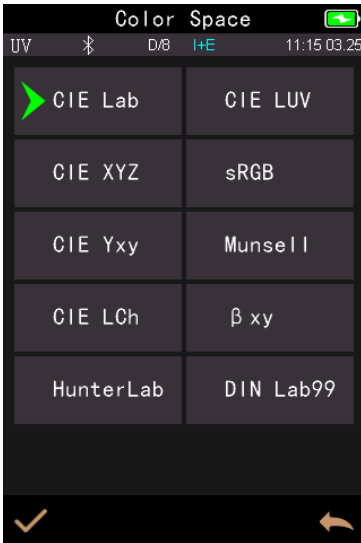 Color Space
UV D/8 I+E 11:15 03.25
CIE Lab CIE LUV
CIE XYZ sRGB
CIE Yxy Munsell
CIE LCh βxy
HunterLab DIN Lab99